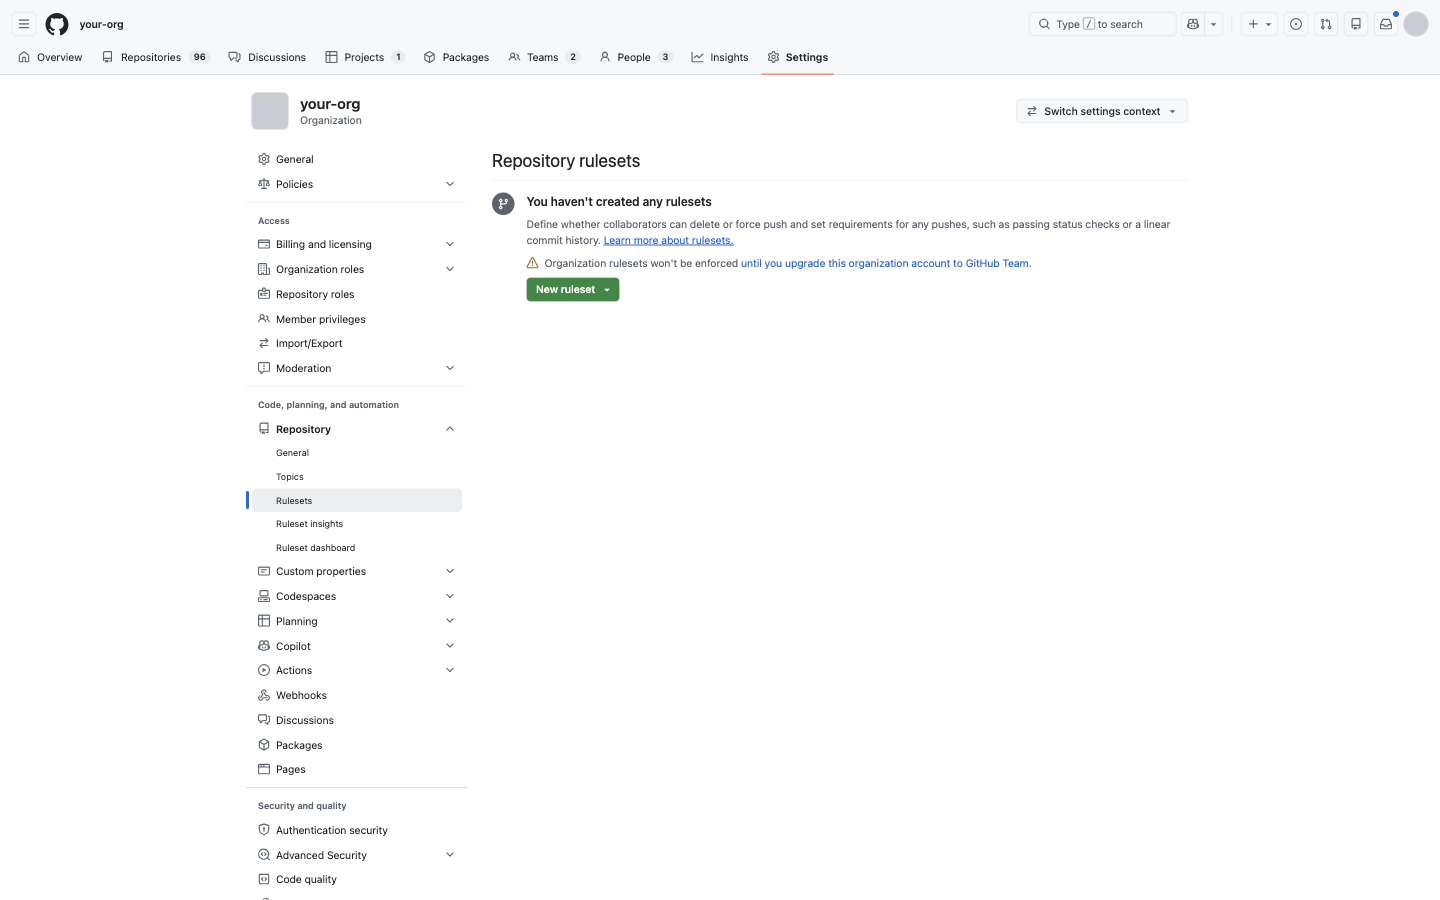 your-org
Type / to search
Overview
Repositories 96
Discussions
Projects 1
Packages
Teams 2
People 3
Insights
Settings
your-org
Organization
Switch settings context
General
Policies
Access
Billing and licensing
Organization roles
Repository roles
Member privileges
Import/Export
Moderation
Code, planning, and automation
Repository
General
Topics
Rulesets
Ruleset insights
Ruleset dashboard
Custom properties
Codespaces
Planning
Copilot
Actions
Webhooks
Discussions
Packages
Pages
Security and quality
Authentication security
Advanced Security
Code quality
Repository rulesets
You haven't created any rulesets
Define whether collaborators can delete or force push and set requirements for any pushes, such as passing status checks or a linear
commit history. Learn more about rulesets.
Organization rulesets won't be enforced until you upgrade this organization account to GitHub Team.
New ruleset